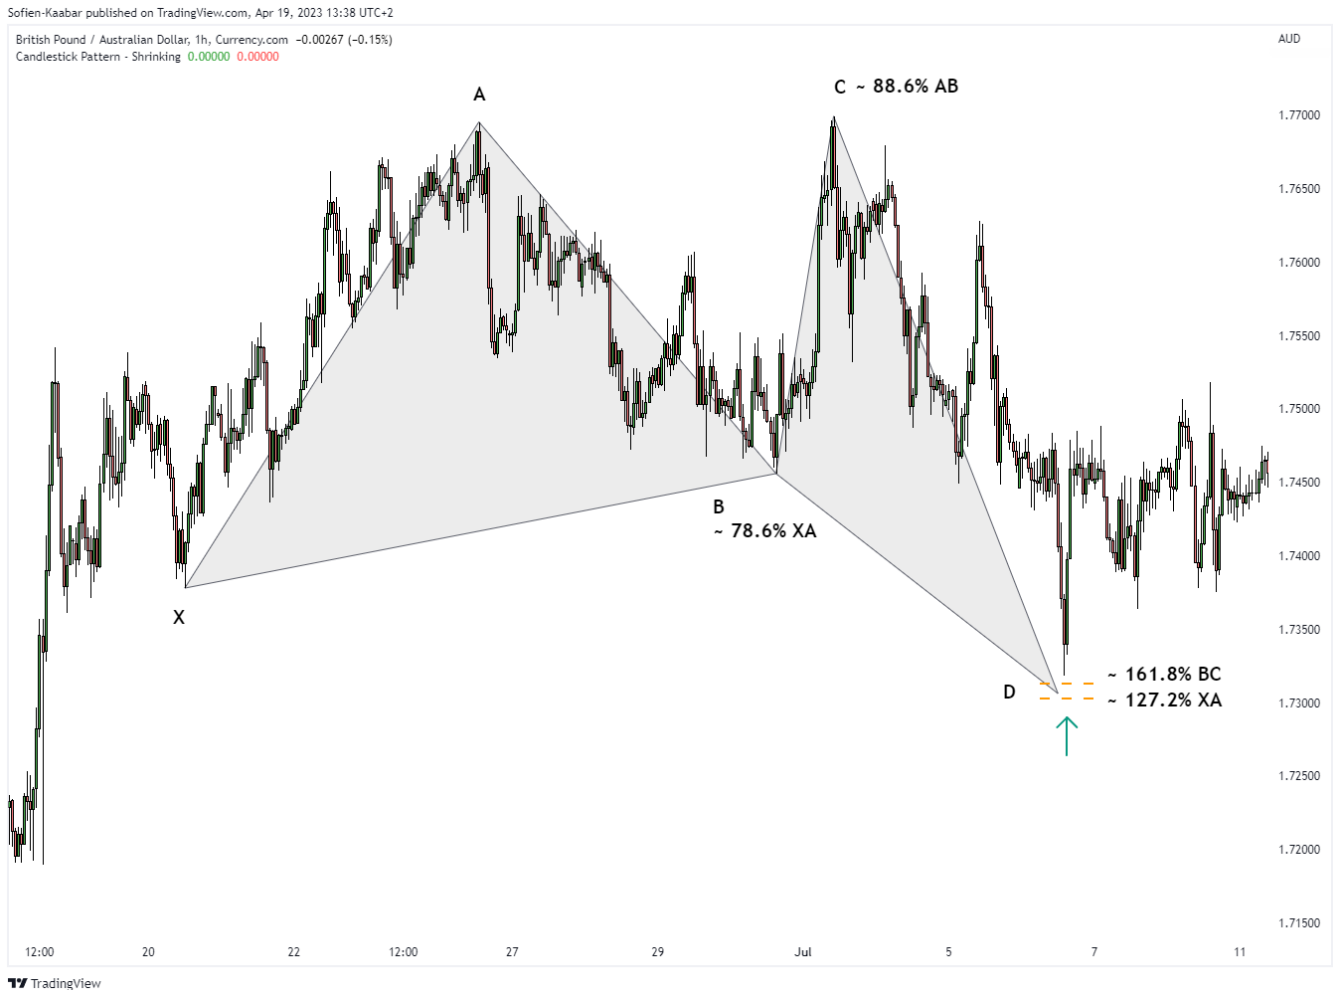 Sofien-Kaabar published on TradingView.com, Apr 19, 2023 13:38 UTC+2
British Pound / Australian Dollar, 1h, Currency.com −0.00267 (−0.15%)
AUD
Candlestick Pattern - Shrinking 0.00000 0.00000
C ~ 88.6% AB
A
1.77000
1.76500
1.76000
1.75500
1.75000
1.74500
B
~ 78.6% XA
1.74000
X
1.73500
~ 161.8% BC
D
~ 127.2% XA
1.73000
1.72500
1.72000
1.71500
12:00 20 22 12:00 27 29 Jul 5 7 11
TradingView